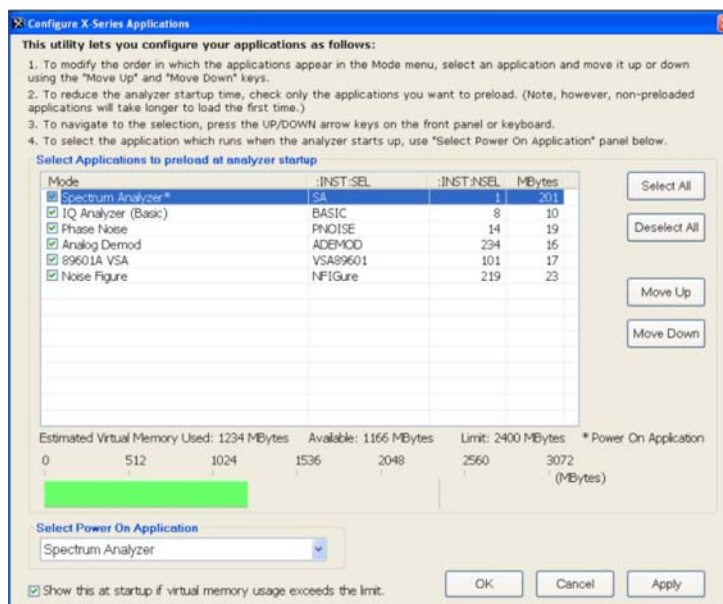 Configure X-Series Applications
This utility lets you configure your applications as follows:
1. To modify the order in which the applications appear in the Mode menu, select an application and move it up or down
using the "Move Up" and "Move Down" keys.
2. To reduce the analyzer startup time, check only the applications you want to preload. (Note, however, non-preloaded
applications will take longer to load the first time.)
3. To navigate to the selection, press the UP/DOWN arrow keys on the front panel or keyboard.
4. To select the application which runs when the analyzer starts up, use "Select Power On Application" panel below.
Select Applications to preload at analyzer startup
Mode :INST:SEL :INST:NSEL MBytes
Spectrum Analyzer* SA 1 201
IQ Analyzer (Basic) BASIC 8 10
Phase Noise PNOISE 14 19
Analog Demod ADEMOD 234 16
89601A VSA VSA89601 101 17
Noise Figure NFIGure 219 23
Select All
Deselect All
Move Up
Move Down
Estimated Virtual Memory Used: 1234 MBytes Available: 1166 MBytes Limit: 2400 MBytes * Power On Application
0 512 1024 1536 2048 2560 3072
(MBytes)
Select Power On Application
Spectrum Analyzer
Show this at startup if virtual memory usage exceeds the limit.
OK Cancel Apply